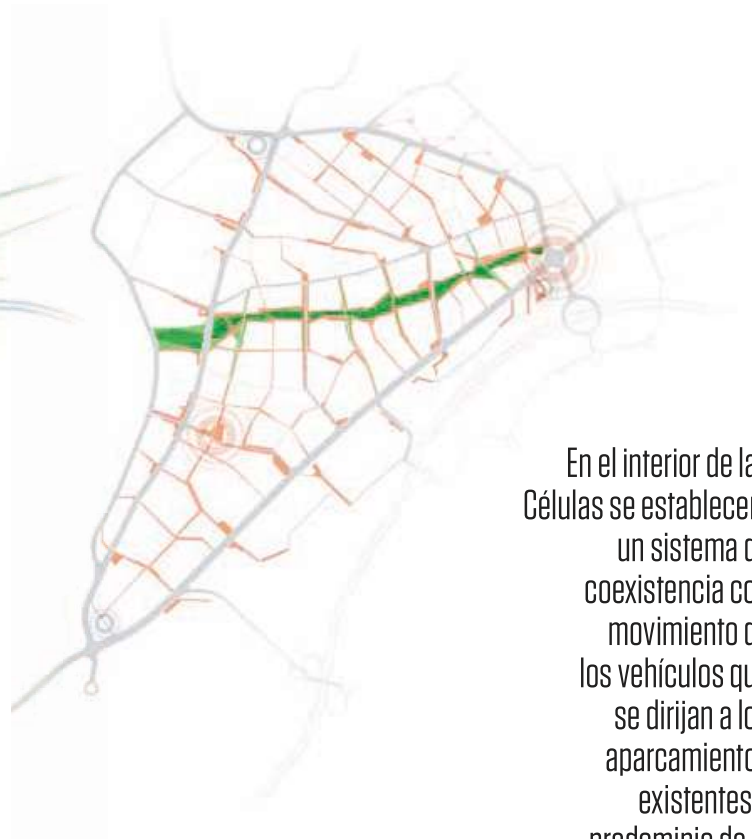 En el interior de la
Células se establece
un sistema d
coexistencia co
movimiento d
los vehículos qu
se dirijan a lo
aparcamiento
existentes
predominio de